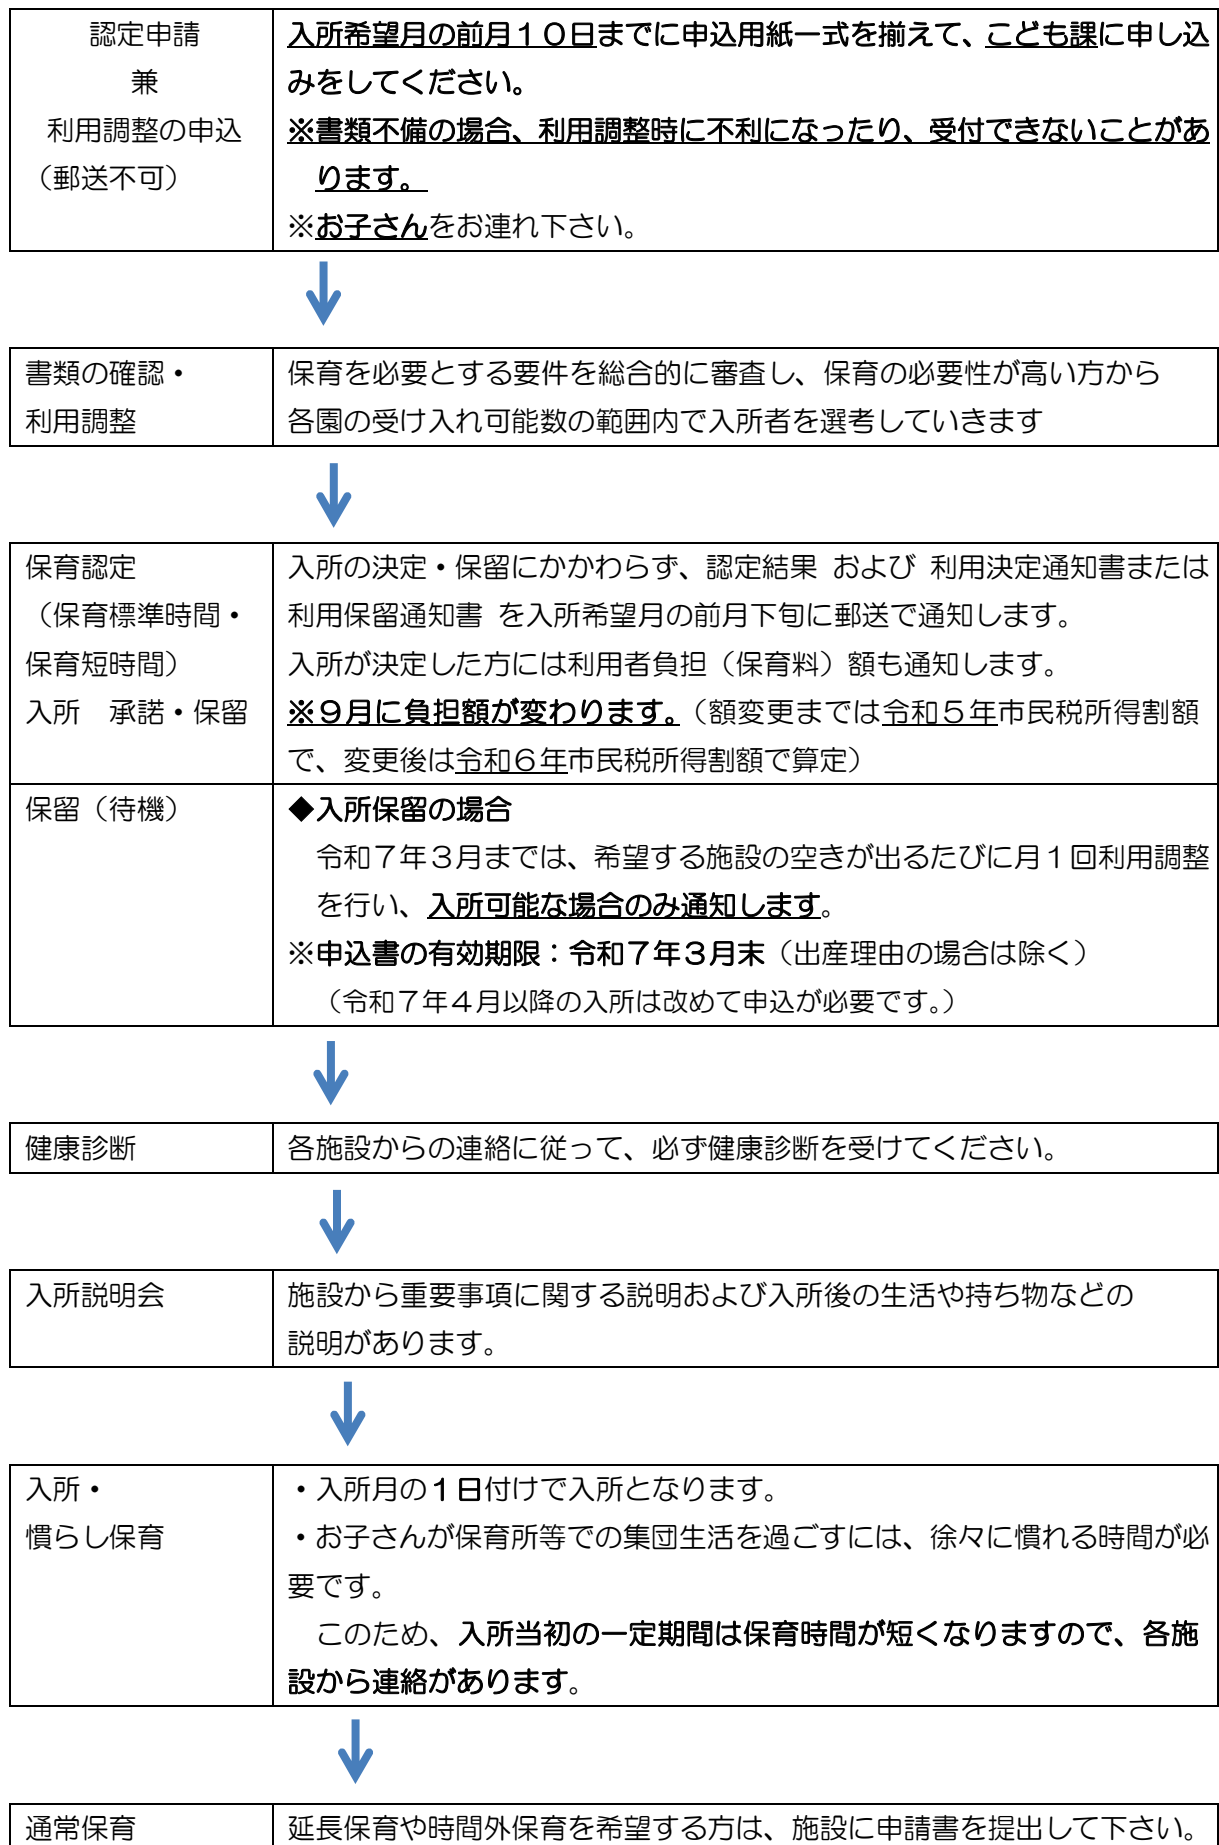 認定申請
兼
利用調整の申込
（郵送不可）
入所希望月の前月１０日までに申込用紙一式を揃えて、こども課に申し込
みをしてください。
※書類不備の場合、利用調整時に不利になったり、受付できないことがあ
ります。
※お子さんをお連れ下さい。
書類の確認・
利用調整
保育を必要とする要件を総合的に審査し、保育の必要性が高い方から
各園の受け入れ可能数の範囲内で入所者を選考していきます
保育認定
（保育標準時間・
保育短時間）
入所　承諾・保留
入所の決定・保留にかかわらず、認定結果 および 利用決定通知書または
利用保留通知書 を入所希望月の前月下旬に郵送で通知します。
入所が決定した方には利用者負担（保育料）額も通知します。
※９月に負担額が変わります。（額変更までは令和５年市民税所得割額
で、変更後は令和６年市民税所得割額で算定）
保留（待機）
◆入所保留の場合
令和７年３月までは、希望する施設の空きが出るたびに月１回利用調整
を行い、入所可能な場合のみ通知します。
※申込書の有効期限：令和７年３月末（出産理由の場合は除く）
（令和７年４月以降の入所は改めて申込が必要です。）
健康診断
各施設からの連絡に従って、必ず健康診断を受けてください。
入所説明会
施設から重要事項に関する説明および入所後の生活や持ち物などの
説明があります。
入所・
慣らし保育
・入所月の１日付けで入所となります。
・お子さんが保育所等での集団生活を過ごすには、徐々に慣れる時間が必
要です。
このため、入所当初の一定期間は保育時間が短くなりますので、各施
設から連絡があります。
通常保育
延長保育や時間外保育を希望する方は、施設に申請書を提出して下さい。